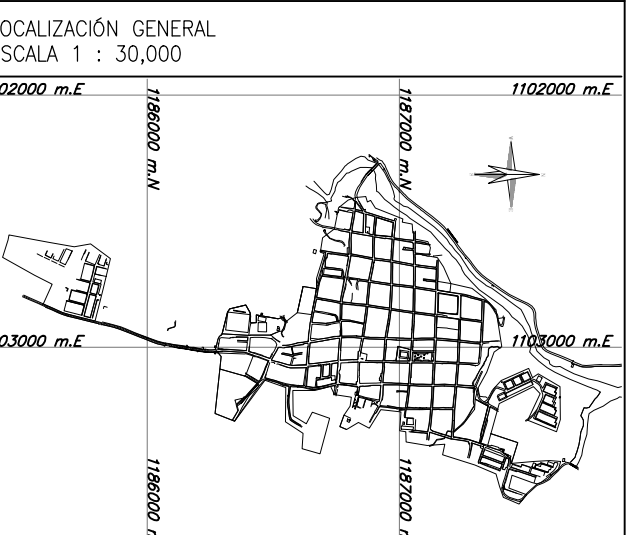 OCALIZACIÓN GENERAL
SCALA 1 : 30,000
02000 m.E
1186000 m.N
1187000 m.N
1102000 m.E
03000 m.E
1103000 m.E
1186000 m
1187000 m